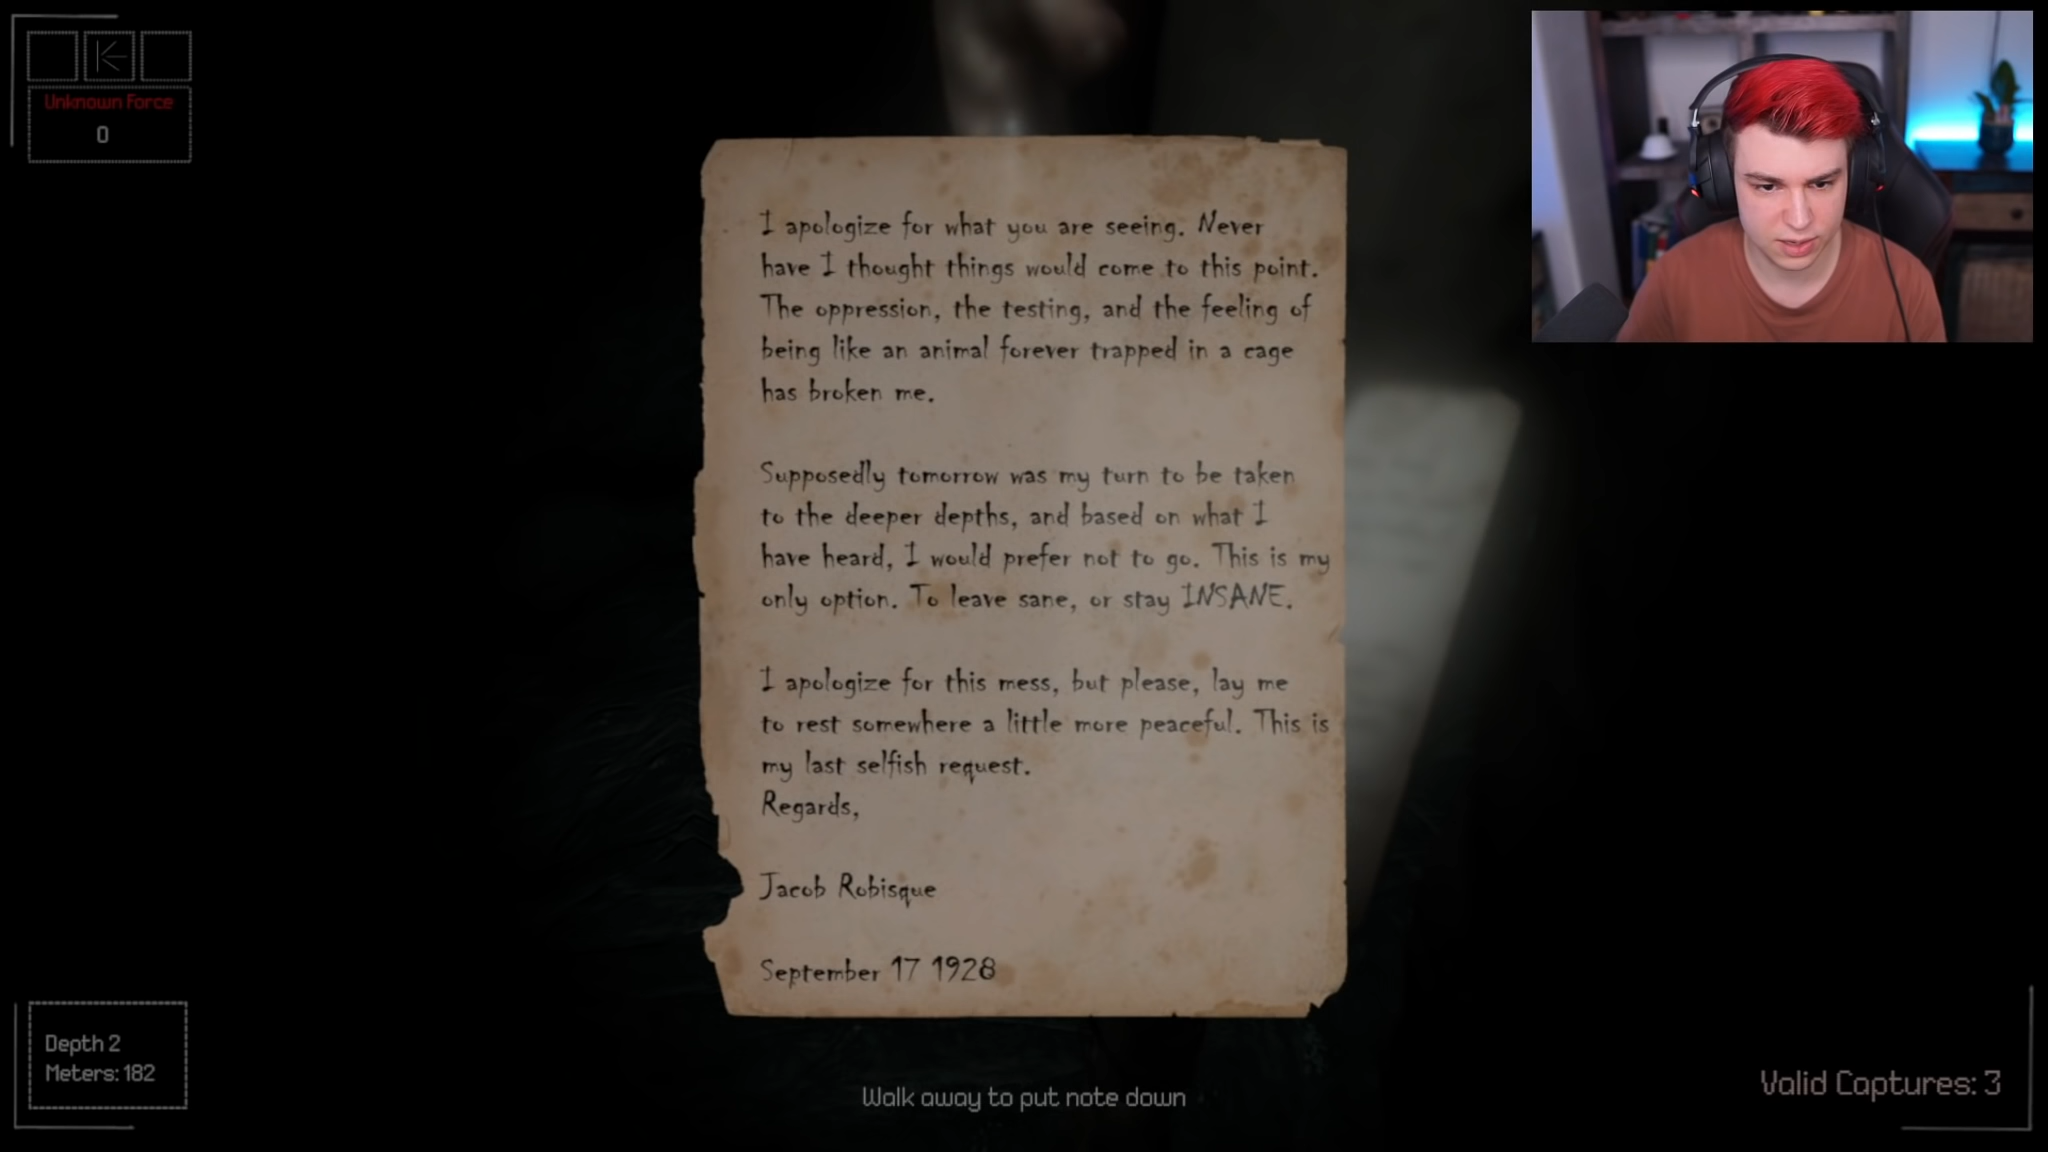 Unknown Force
0
I apologize for what you are seeing. Never
have I thought things would come to this point.
The oppression, the testing, and the feeling of
being like an animal forever trapped in a cage
has broken me.
Supposedly tomorrow was my turn to be taken
to the deeper depths, and based on what I
have heard, I would prefer not to go. This is my
only option. To leave sane, or stay INSANE.
I apologize for this mess, but please, lay me
to rest somewhere a little more peaceful. This is
my last selfish request.
Regards,
Jacob Robisque
September 17 1928
Depth 2
Meters: 182
Walk away to put note down
Valid Captures: 3